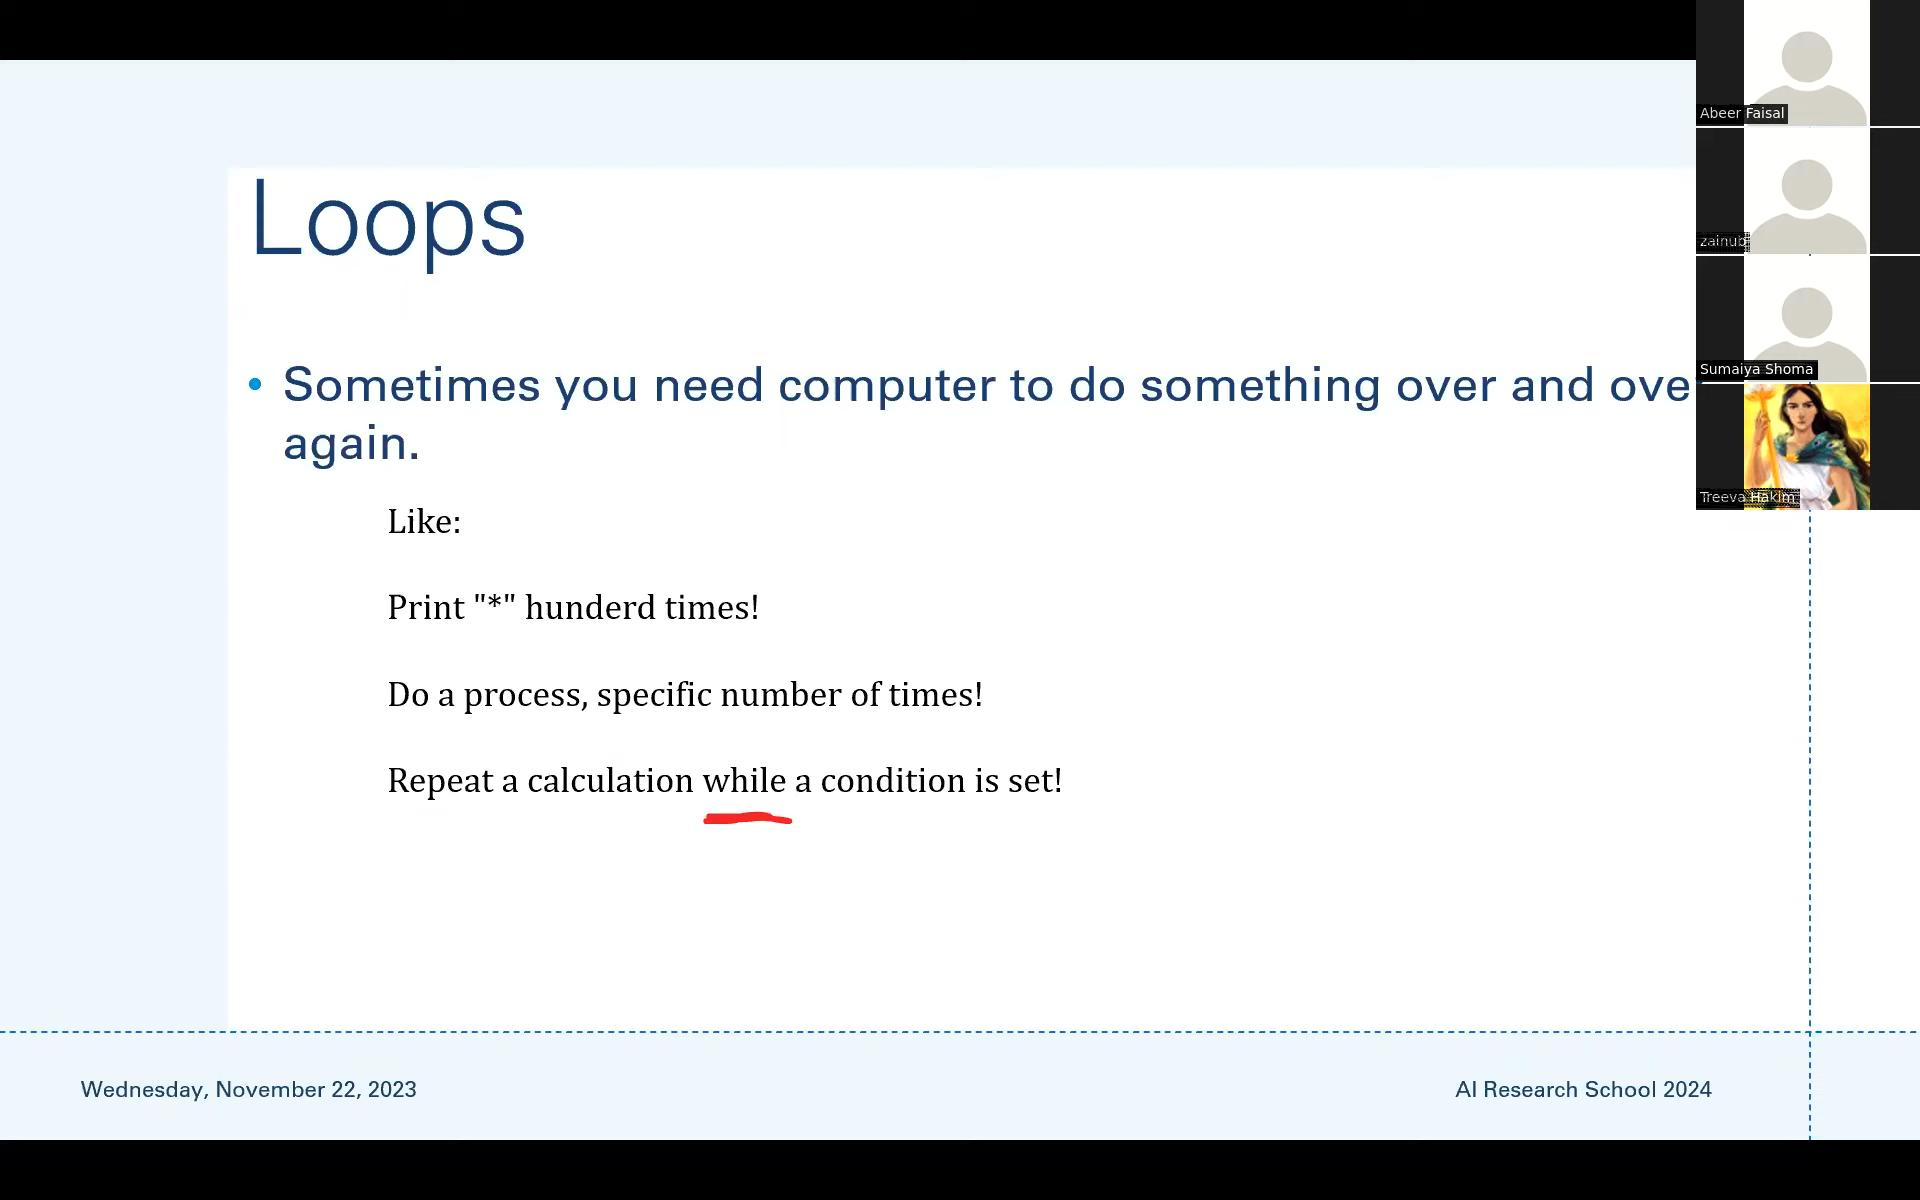 Loops
• Sometimes you need computer to do something over and ove
again.
Like:
Print "*" hunderd times!
Do a process, specific number of times!
Repeat a calculation while a condition is set!
Wednesday, November 22, 2023
AI Research School 2024
Abeer Faisal
zainub
Sumaiya Shoma
Treeva Hakim